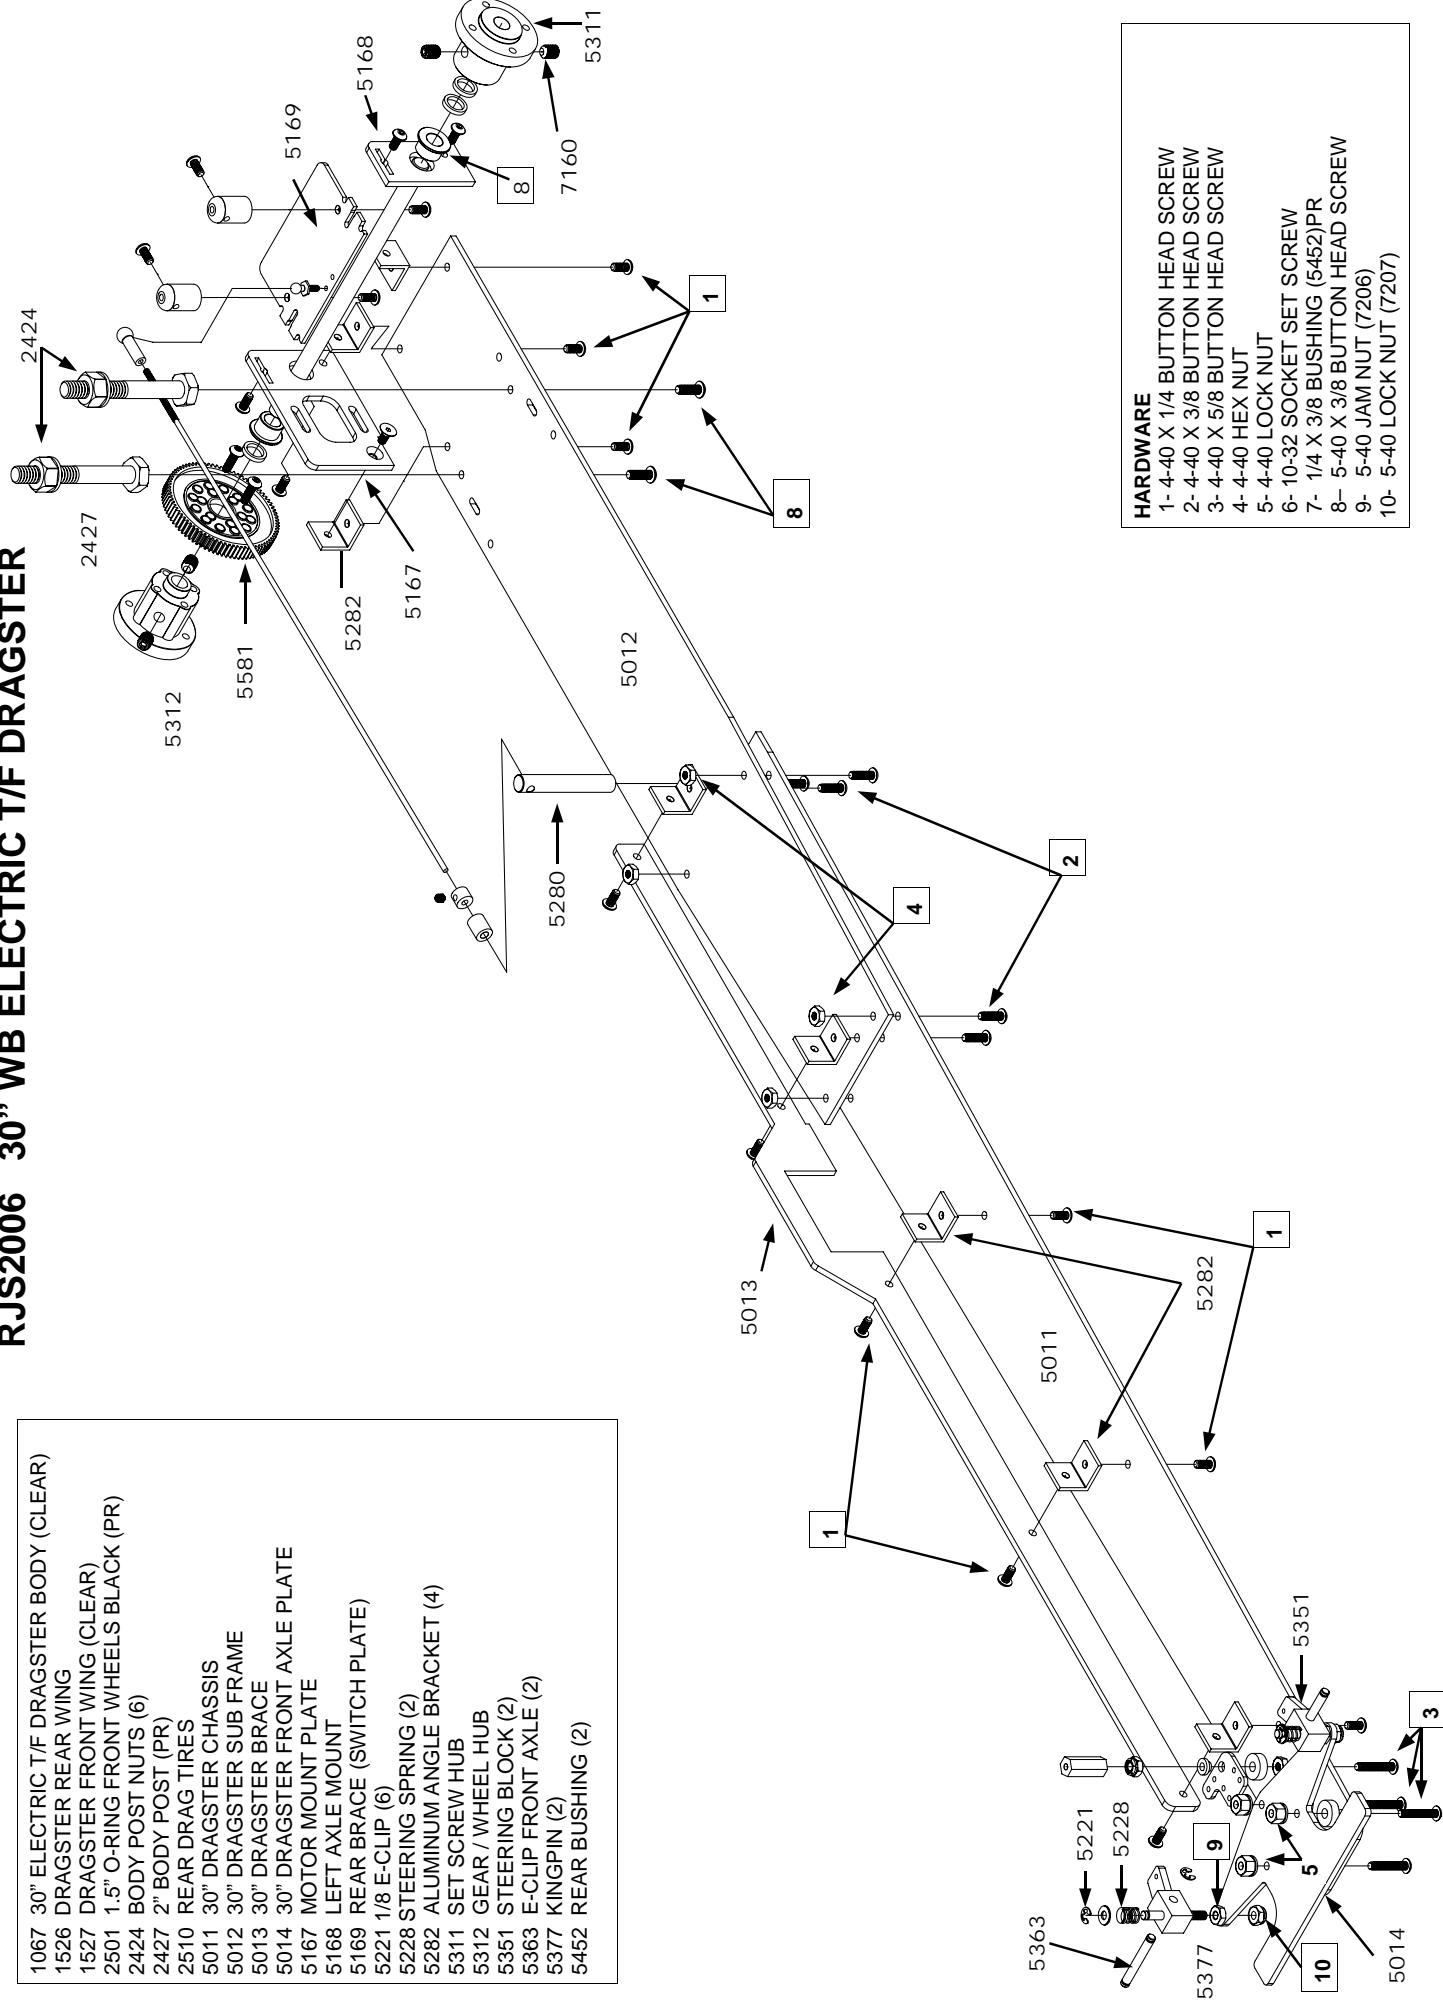 RJS2006 30” WB ELECTRIC T/F DRAGSTER
1067 30” ELECTRIC T/F DRAGSTER BODY (CLEAR)
1526 DRAGSTER REAR WING
1527 DRAGSTER FRONT WING (CLEAR)
2501 1.5” O-RING FRONT WHEELS BLACK (PR)
2424 BODY POST NUTS (6)
2427 2” BODY POST (PR)
2510 REAR DRAG TIRES
5011 30” DRAGSTER CHASSIS
5012 30” DRAGSTER SUB FRAME
5013 30” DRAGSTER BRACE
5014 30” DRAGSTER FRONT AXLE PLATE
5167 MOTOR MOUNT PLATE
5168 LEFT AXLE MOUNT
5169 REAR BRACE (SWITCH PLATE)
5221 1/8 E-CLIP (6)
5228 STEERING SPRING (2)
5282 ALUMINUM ANGLE BRACKET (4)
5311 SET SCREW HUB
5312 GEAR / WHEEL HUB
5351 STEERING BLOCK (2)
5363 E-CLIP FRONT AXLE (2)
5377 KINGPIN (2)
5452 REAR BUSHING (2)
5363
5377
10
5014
5221
5228
9
5
3
5351
1
5013
5011
5282
1
5280
4
2
5312
5581
5282
5167
5012
2427
2424
8
1
5169
5168
8
7160
5311
HARDWARE
1- 4-40 X 1/4 BUTTON HEAD SCREW
2- 4-40 X 3/8 BUTTON HEAD SCREW
3- 4-40 X 5/8 BUTTON HEAD SCREW
4- 4-40 HEX NUT
5- 4-40 LOCK NUT
6- 10-32 SOCKET SET SCREW
7- 1/4 X 3/8 BUSHING (5452)PR
8– 5-40 X 3/8 BUTTON HEAD SCREW
9- 5-40 JAM NUT (7206)
10- 5-40 LOCK NUT (7207)